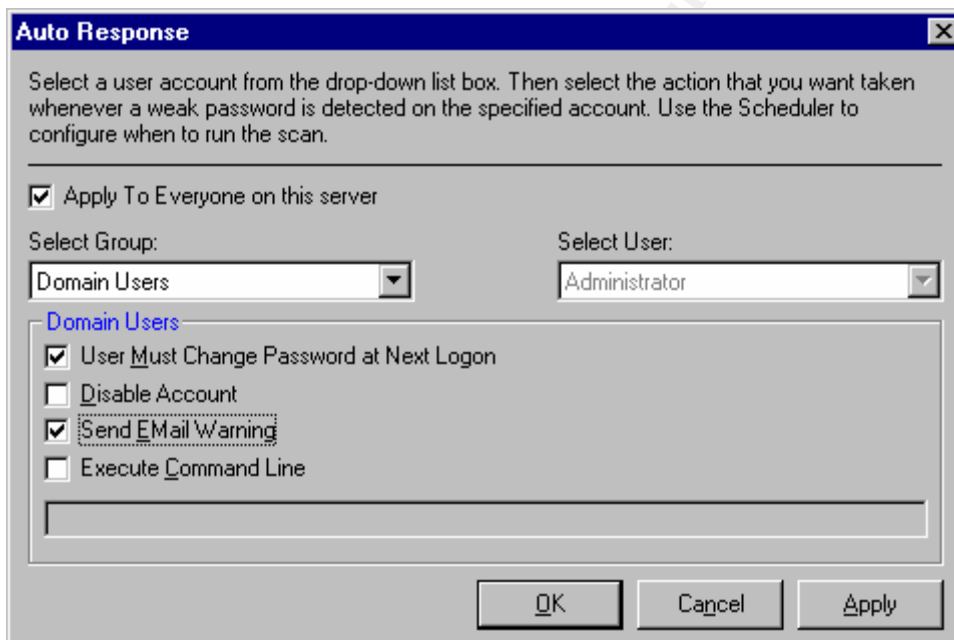 Auto Response
Select a user account from the drop-down list box. Then select the action that you want taken
whenever a weak password is detected on the specified account. Use the Scheduler to
configure when to run the scan.
Apply To Everyone on this server
Select Group:
Select User:
Domain Users
Administrator
Domain Users
User Must Change Password at Next Logon
Disable Account
Send EMail Warning
Execute Command Line
OK
Cancel
Apply